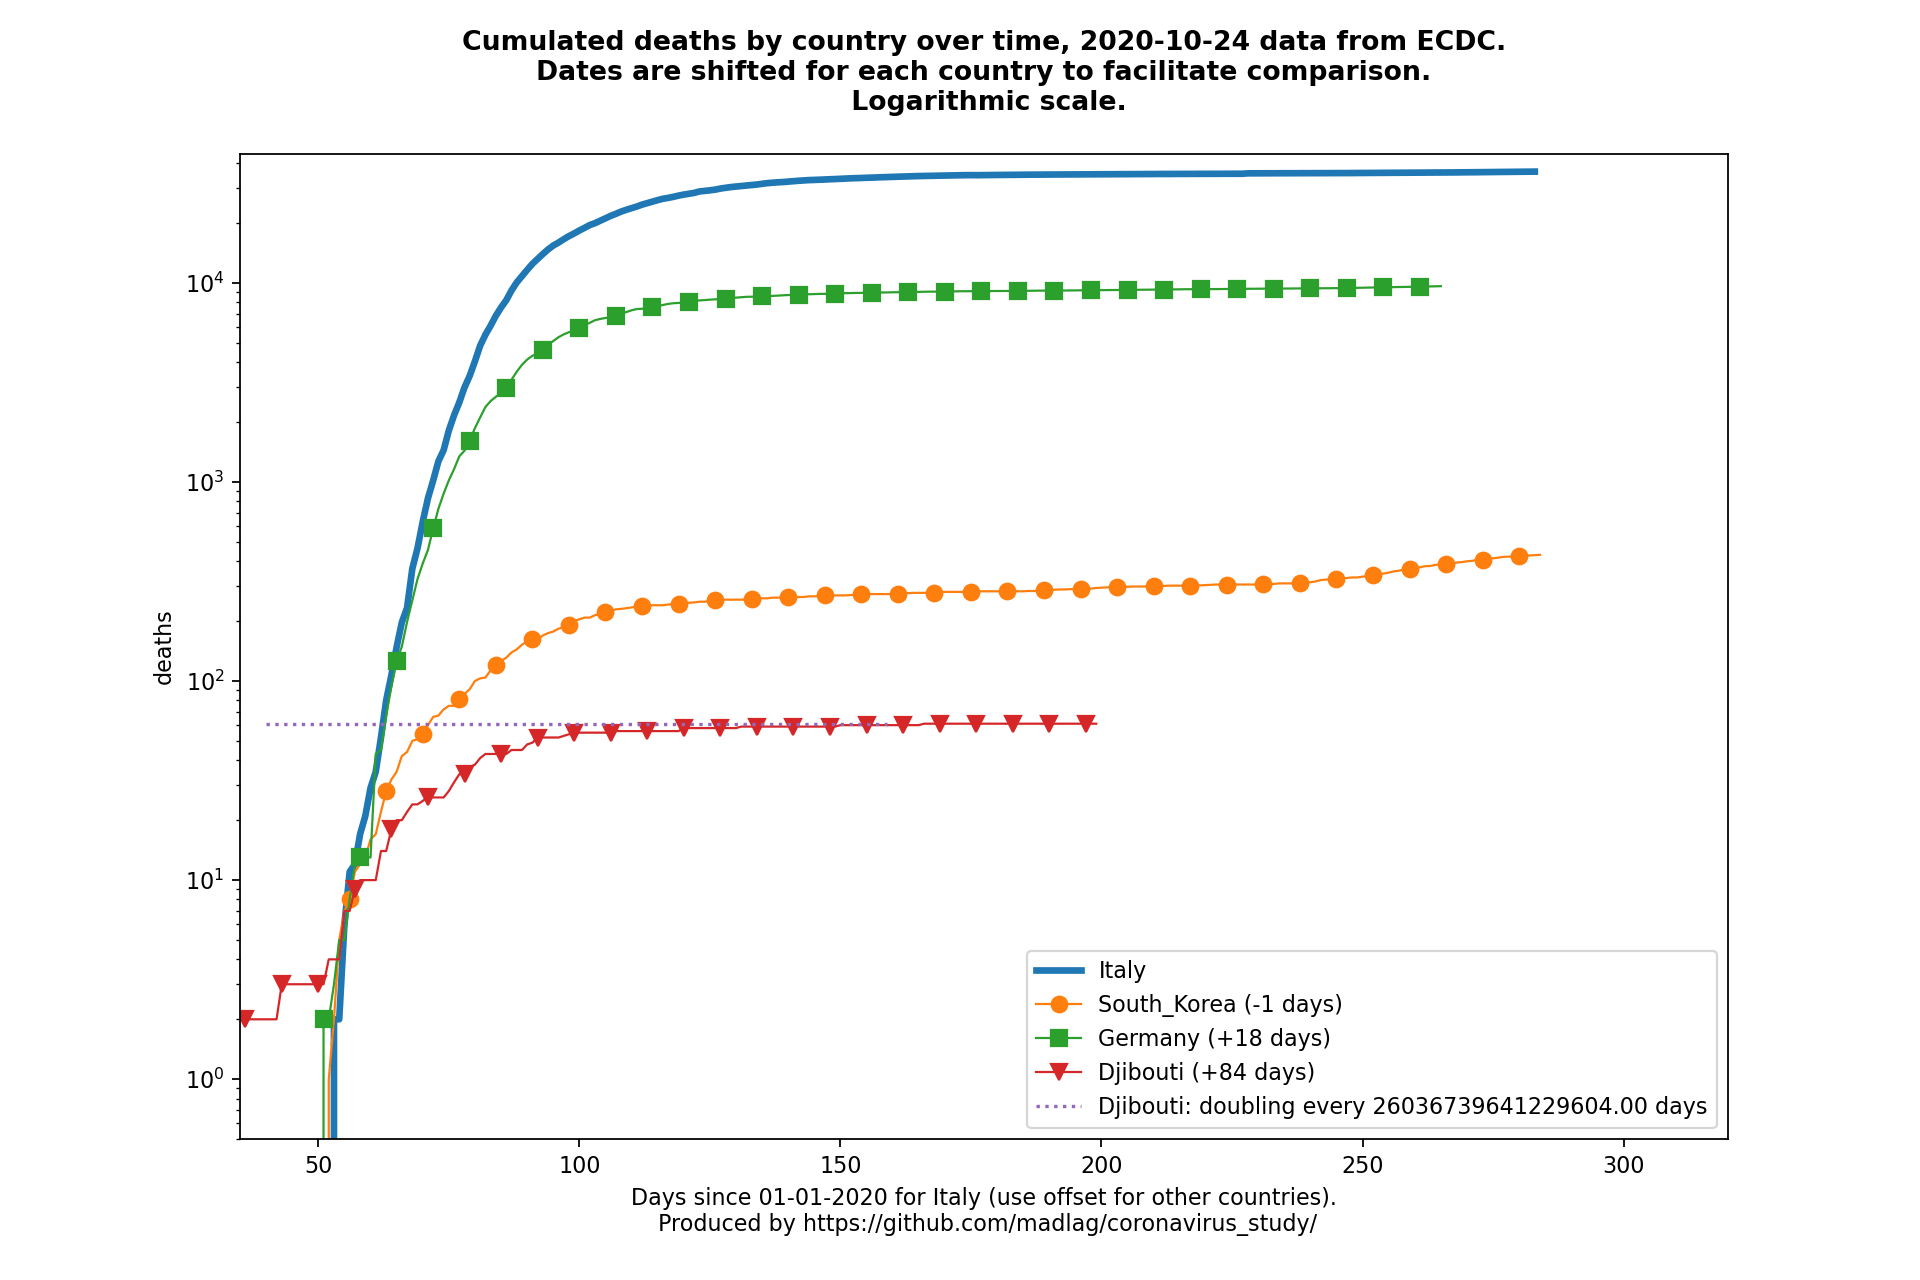 Cumulated deaths by country over time, 2020-10-24 data from ECDC.
Dates are shifted for each country to facilitate comparison.
Logarithmic scale.
10^4
10^3
10^2
10^1
10^0
deaths
Italy
South_Korea (-1 days)
Germany (+18 days)
Djibouti (+84 days)
Djibouti: doubling every 26036739641229604.00 days
50 100 150 200 250 300
Days since 01-01-2020 for Italy (use offset for other countries).
Produced by https://github.com/madlag/coronavirus_study/